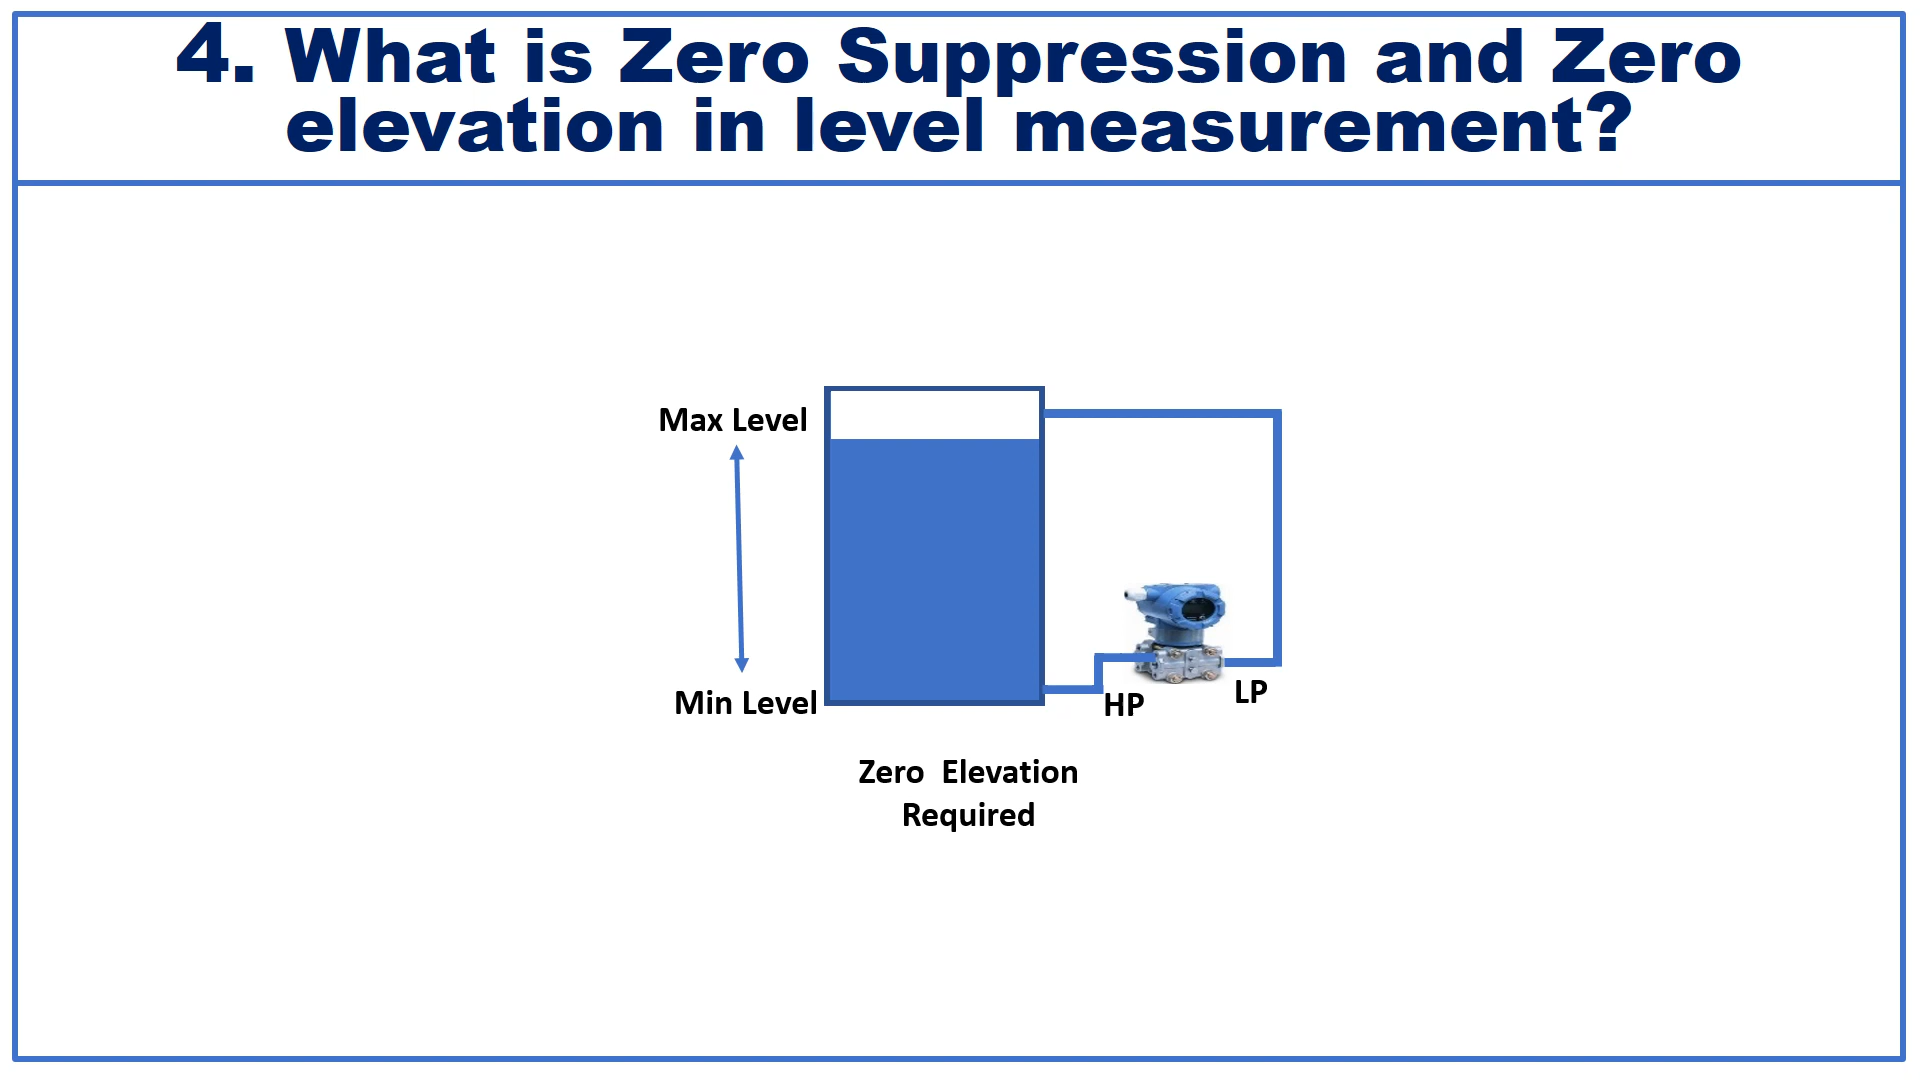 4. What is Zero Suppression and Zero
elevation in level measurement?
Max Level
Min Level
HP
LP
Zero Elevation
Required